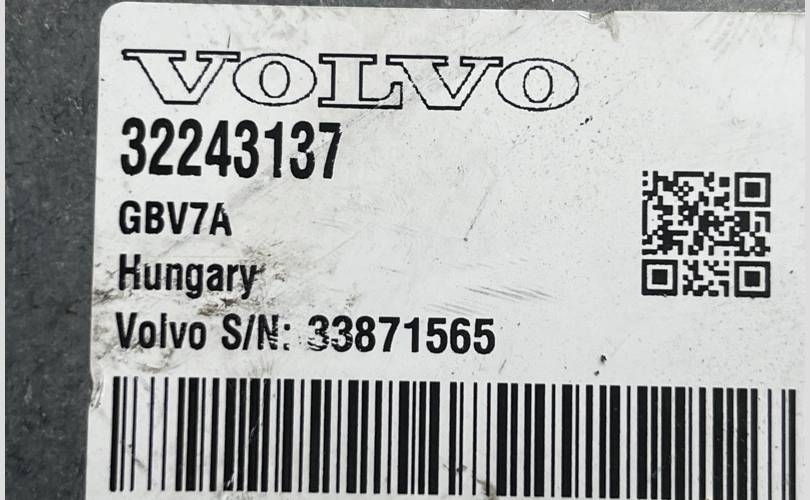 VOLVO
32243137
GBV7A
Hungary
Volvo S/N: 33871565